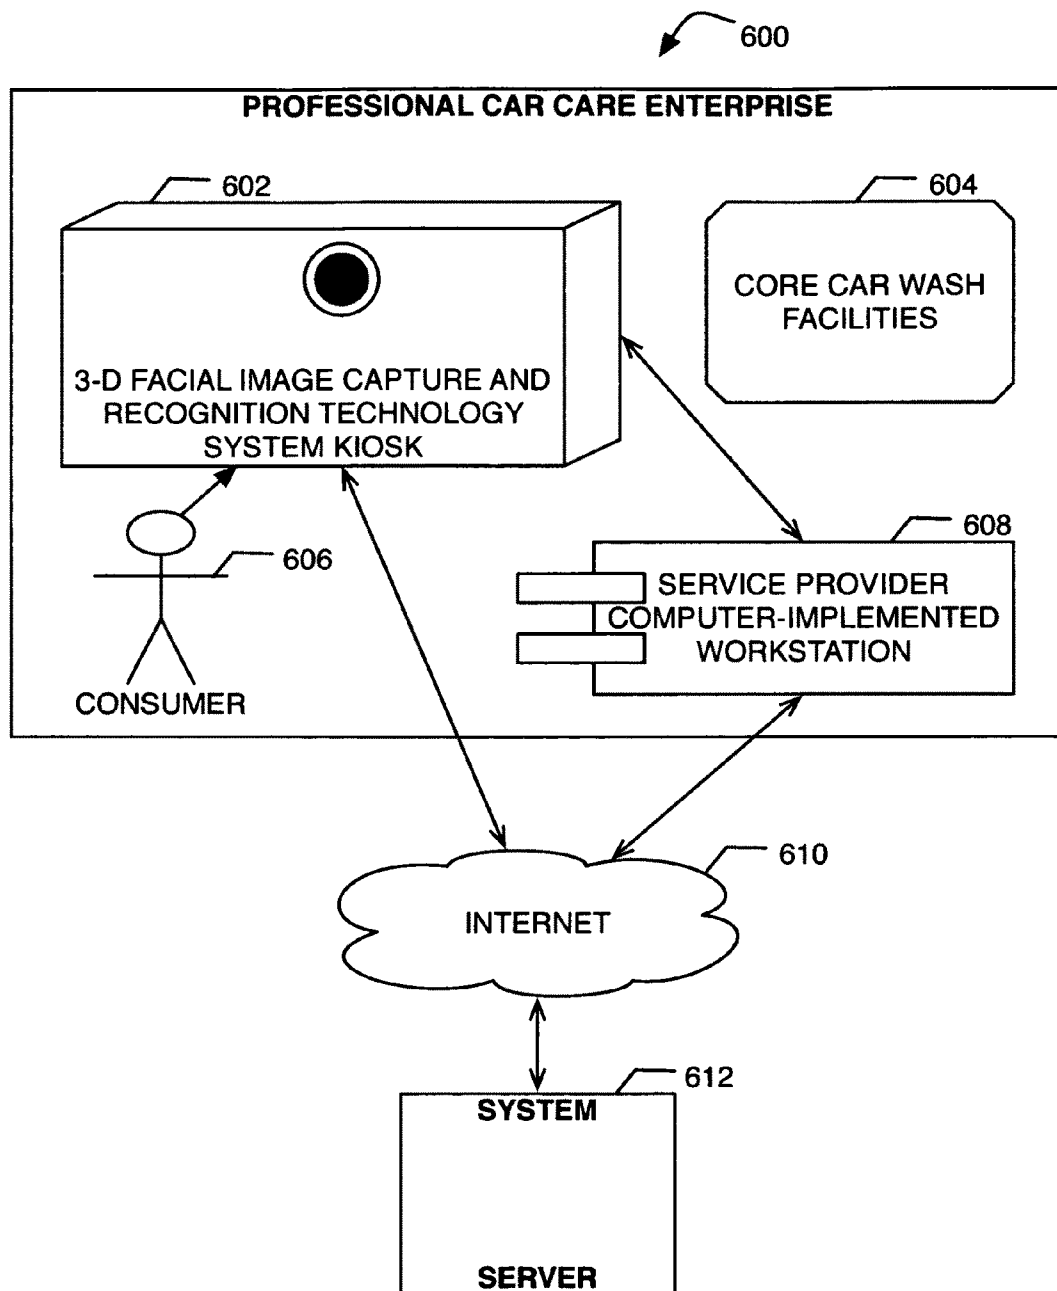 600
PROFESSIONAL CAR CARE ENTERPRISE
602
604
3-D FACIAL IMAGE CAPTURE AND
RECOGNITION TECHNOLOGY
SYSTEM KIOSK
CORE CAR WASH
FACILITIES
606
CONSUMER
608
SERVICE PROVIDER
COMPUTER-IMPLEMENTED
WORKSTATION
610
INTERNET
612
SYSTEM
SERVER